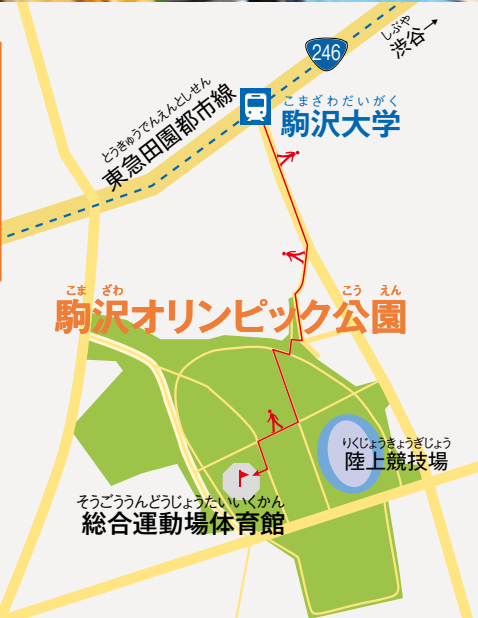 しぶや
渋谷
246
こまざわだいがく
駒沢大学
とうきゅうでんえんとしせん
東急田園都市線
こま ざわ こう えん
駒沢オリンピック公園
りくじょうきょうぎじょう
陸上競技場
そうごううんどうじょうたいいくかん
総合運動場体育館